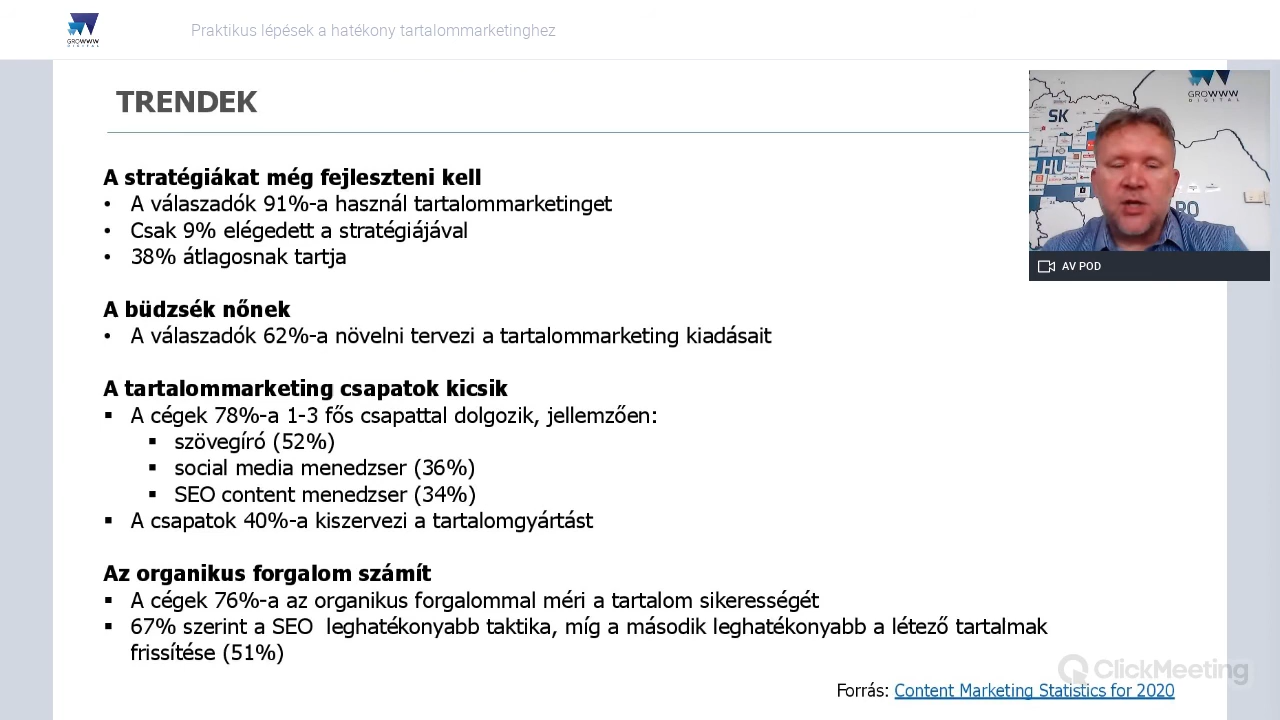 GROWWW
DIGITAL
Praktikus lépések a hatékony tartalommarketinghez
TRENDEK
GROWWW
DIGITAL
SK
HU
RO
AV POD
A stratégiákat még fejleszteni kell
• A válaszadók 91%-a használ tartalommarketinget
• Csak 9% elégedett a stratégiájával
• 38% átlagosnak tartja
A büdzsék nőnek
• A válaszadók 62%-a növelni tervezi a tartalommarketing kiadásait
A tartalommarketing csapatok kicsik
▪ A cégek 78%-a 1-3 fős csapattal dolgozik, jellemzően:
▪ szövegíró (52%)
▪ social media menedzser (36%)
▪ SEO content menedzser (34%)
▪ A csapatok 40%-a kiszervezi a tartalomgyártást
Az organikus forgalom számít
▪ A cégek 76%-a az organikus forgalommal méri a tartalom sikerességét
▪ 67% szerint a SEO  leghatékonyabb taktika, míg a második leghatékonyabb a létező tartalmak
frissítése (51%)
ClickMeeting
Forrás: Content Marketing Statistics for 2020